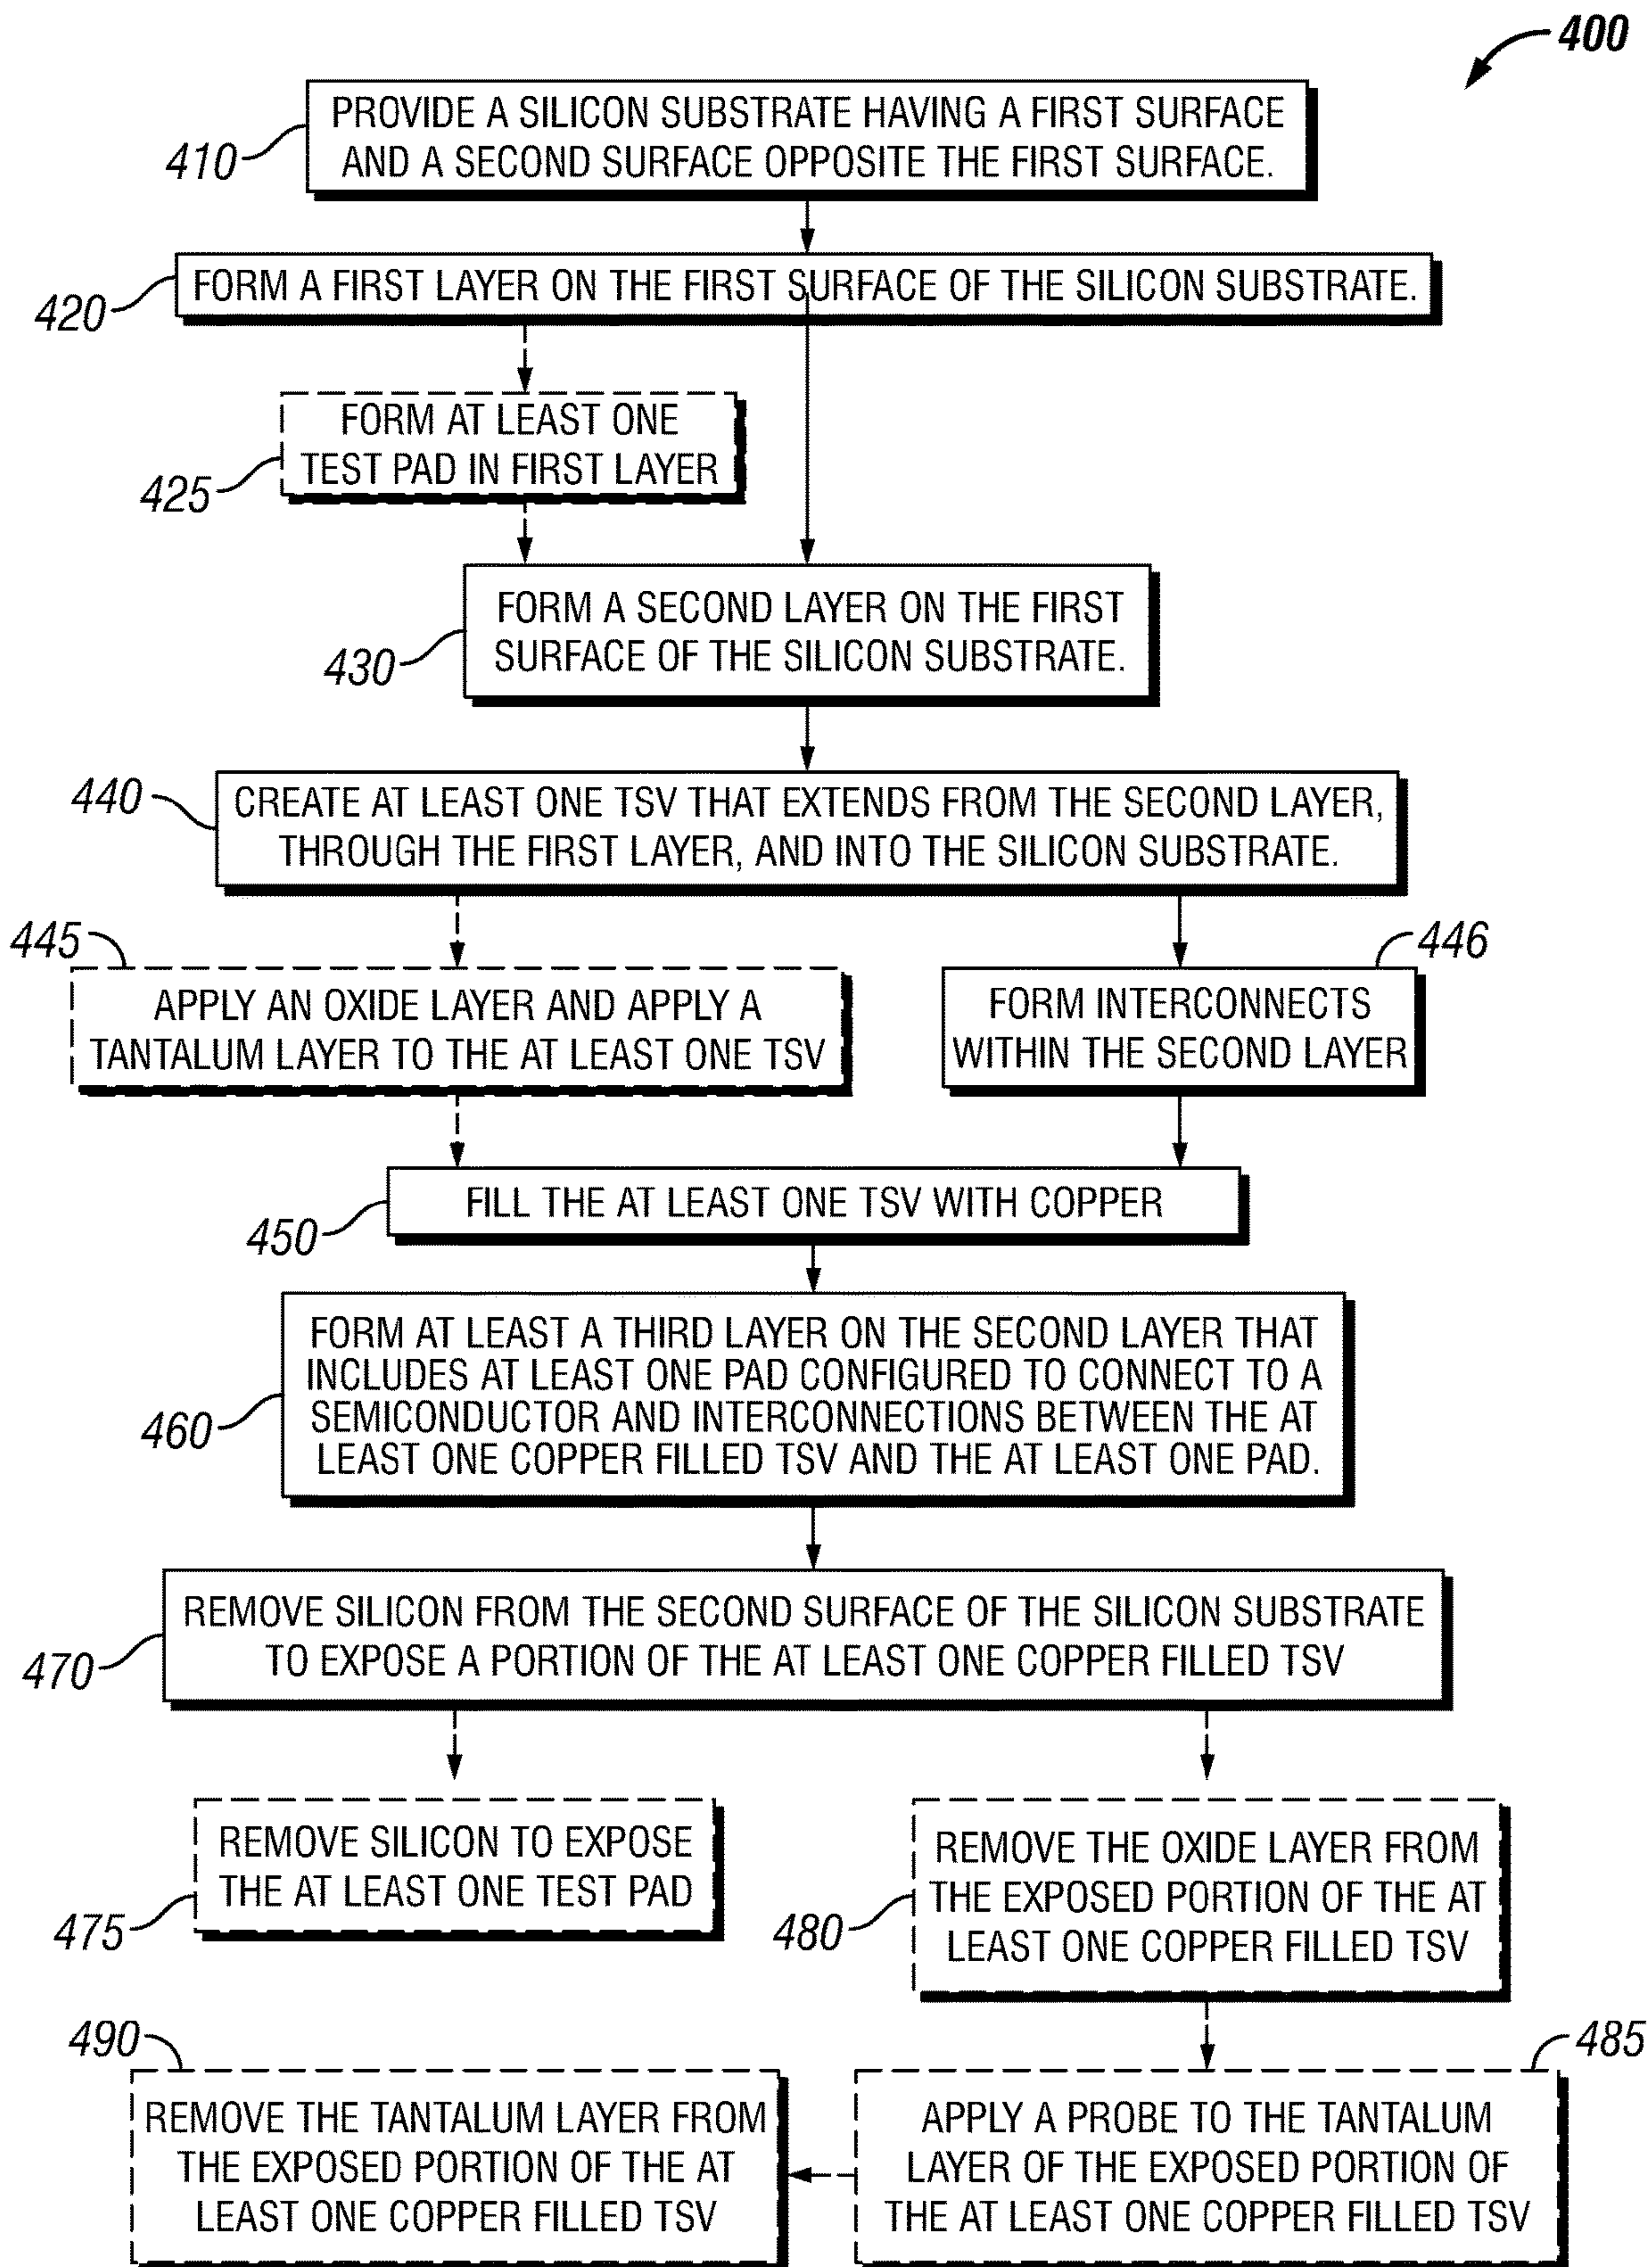 400
410
PROVIDE A SILICON SUBSTRATE HAVING A FIRST SURFACE
AND A SECOND SURFACE OPPOSITE THE FIRST SURFACE.
420
FORM A FIRST LAYER ON THE FIRST SURFACE OF THE SILICON SUBSTRATE.
425
FORM AT LEAST ONE
TEST PAD IN FIRST LAYER
430
FORM A SECOND LAYER ON THE FIRST
SURFACE OF THE SILICON SUBSTRATE.
440
CREATE AT LEAST ONE TSV THAT EXTENDS FROM THE SECOND LAYER,
THROUGH THE FIRST LAYER, AND INTO THE SILICON SUBSTRATE.
445
APPLY AN OXIDE LAYER AND APPLY A
TANTALUM LAYER TO THE AT LEAST ONE TSV
446
FORM INTERCONNECTS
WITHIN THE SECOND LAYER
450
FILL THE AT LEAST ONE TSV WITH COPPER
460
FORM AT LEAST A THIRD LAYER ON THE SECOND LAYER THAT
INCLUDES AT LEAST ONE PAD CONFIGURED TO CONNECT TO A
SEMICONDUCTOR AND INTERCONNECTIONS BETWEEN THE AT
LEAST ONE COPPER FILLED TSV AND THE AT LEAST ONE PAD.
470
REMOVE SILICON FROM THE SECOND SURFACE OF THE SILICON SUBSTRATE
TO EXPOSE A PORTION OF THE AT LEAST ONE COPPER FILLED TSV
475
REMOVE SILICON TO EXPOSE
THE AT LEAST ONE TEST PAD
480
REMOVE THE OXIDE LAYER FROM
THE EXPOSED PORTION OF THE AT
LEAST ONE COPPER FILLED TSV
490
REMOVE THE TANTALUM LAYER FROM
THE EXPOSED PORTION OF THE AT
LEAST ONE COPPER FILLED TSV
485
APPLY A PROBE TO THE TANTALUM
LAYER OF THE EXPOSED PORTION OF
THE AT LEAST ONE COPPER FILLED TSV